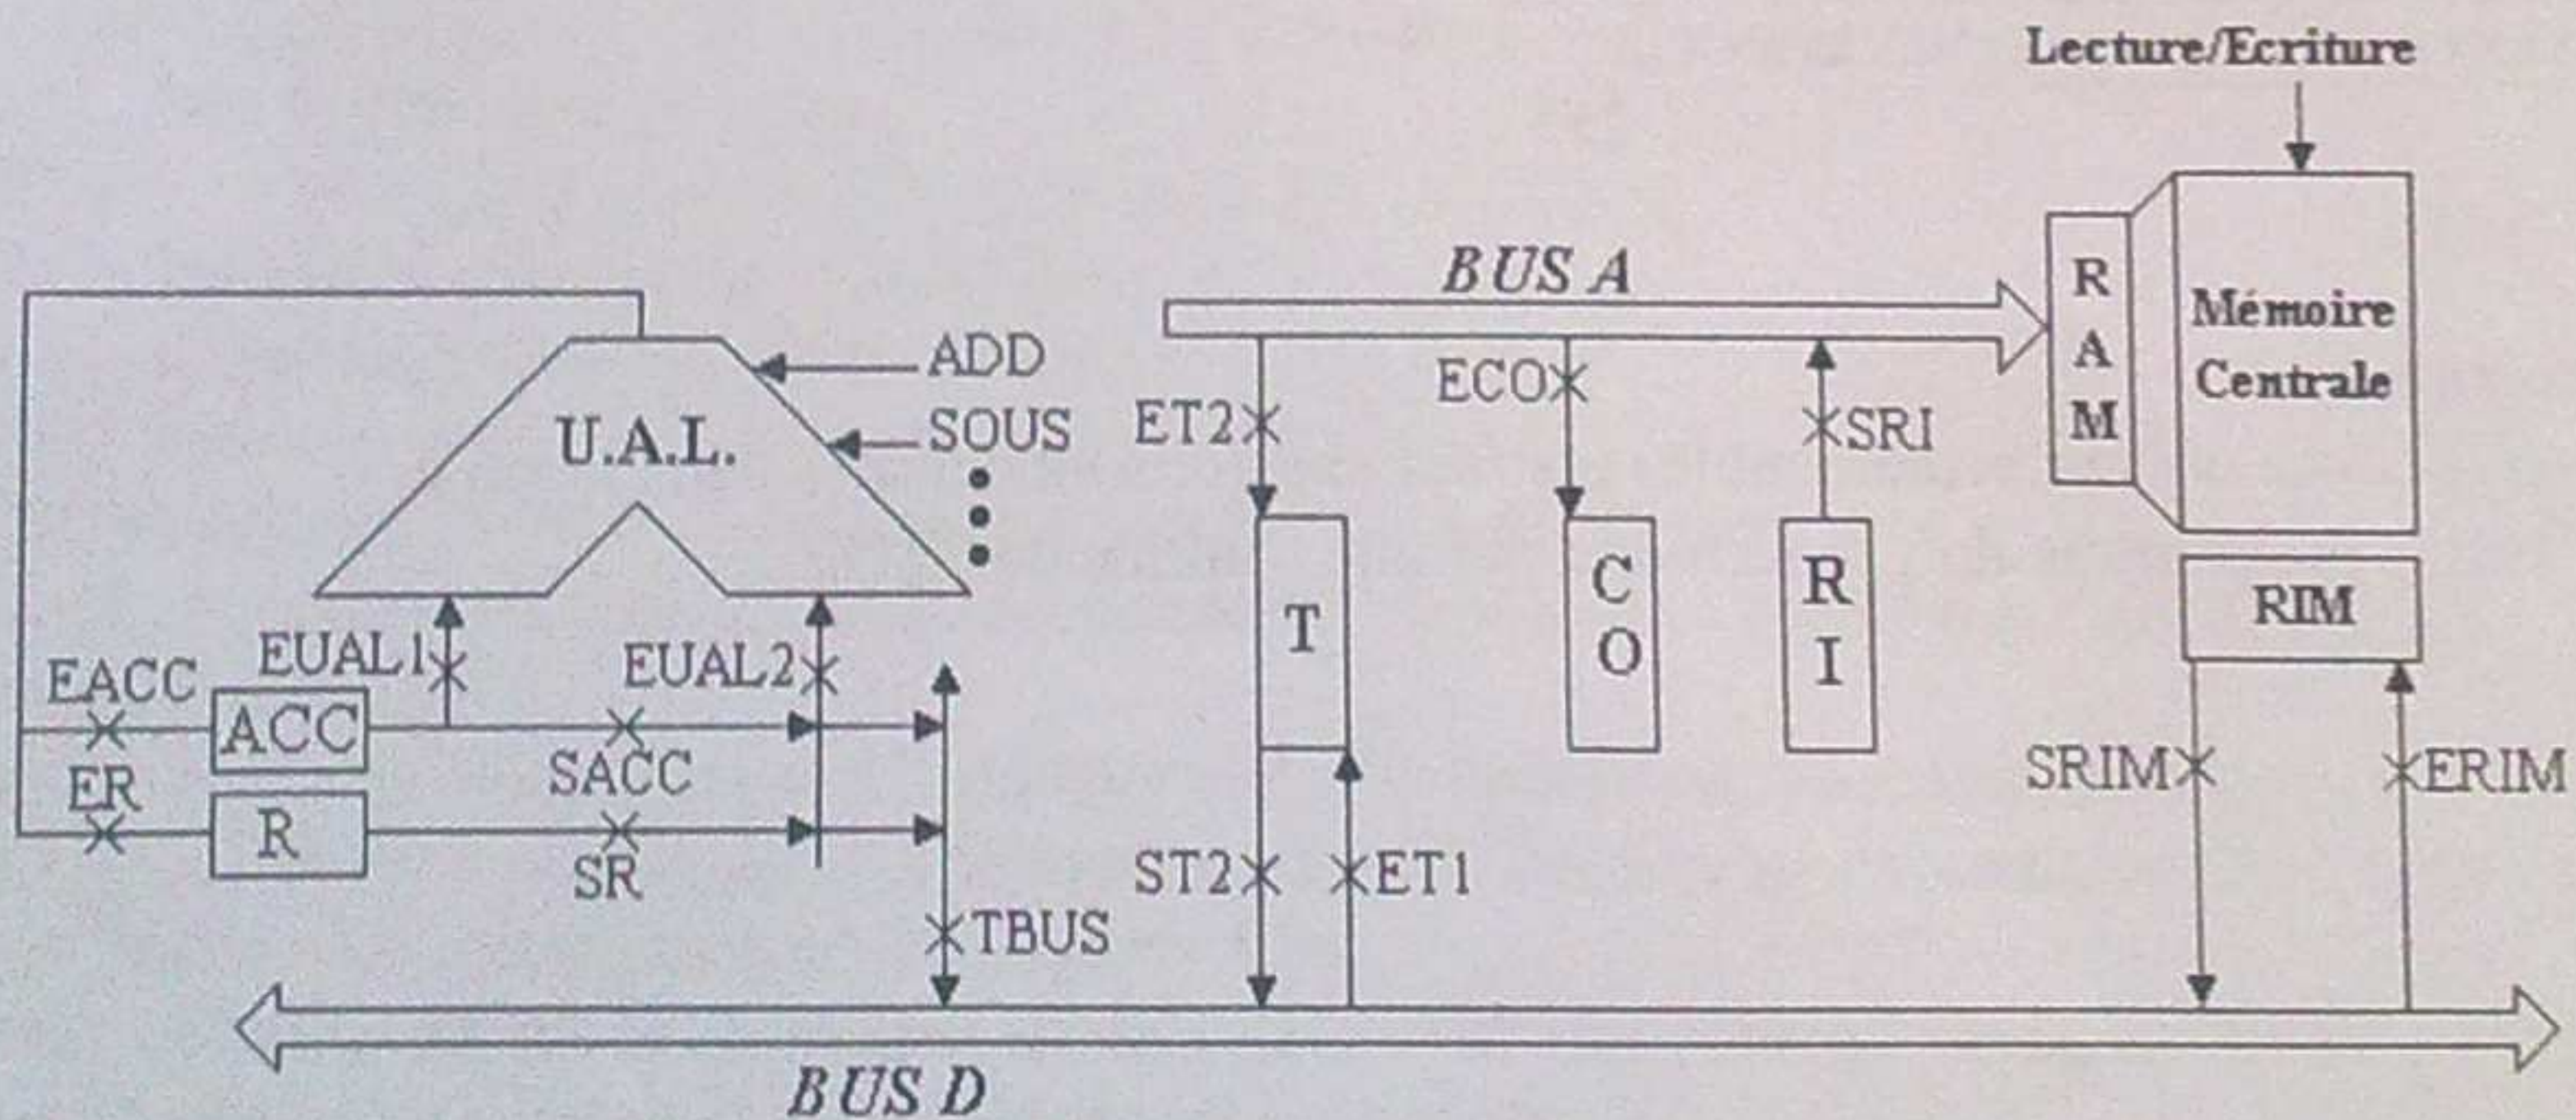 Lecture/Ecriture
BUS A
R
A
M
Mémoire
Centrale
ADD
SOUS
U.A.L.
ET2
ECO
SRI
T
C
O
R
I
RIM
EUAL1
EUAL2
EACC
ACC
SACC
ER
R
SR
TBUS
ST2
ET1
SRIM
ERIM
BUS D